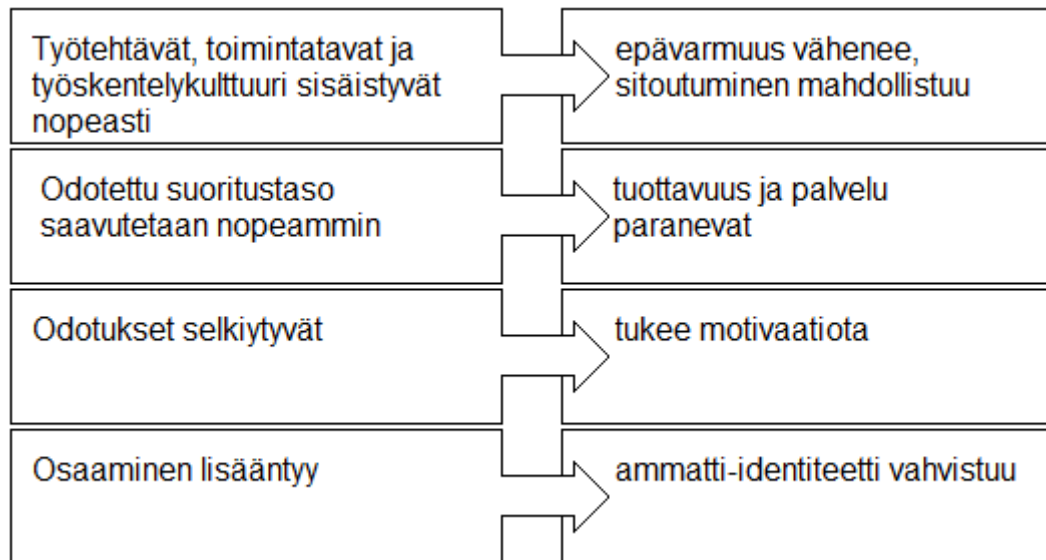 Työtehtävät, toimintatavat ja
työskentelykulttuuri sisäistyvät
nopeasti
epävarmuus vähenee,
sitoutuminen mahdollistuu
Odotettu suoritustaso
saavutetaan nopeammin
tuottavuus ja palvelu
paranevat
Odotukset selkiytyvät
tukee motivaatiota
Osaaminen lisääntyy
ammatti-identiteetti vahvistuu